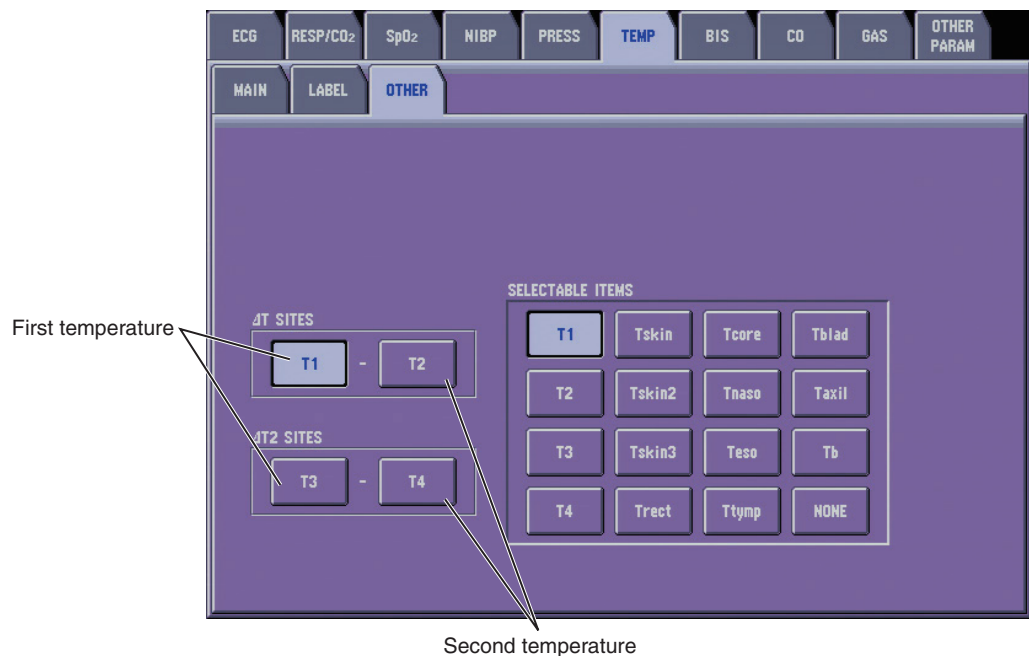 ECG RESP/CO₂ SpO₂ NIBP PRESS TEMP BIS CO GAS OTHER PARAM
MAIN LABEL OTHER
SELECTABLE ITEMS
ΔT SITES
First temperature
T1 - T2
T1 Tskin Tcore Tblad
T2 Tskin2 Tnaso Taxil
ΔT2 SITES
T3 - T4
T3 Tskin3 Teso Tb
T4 Trect Ttymp NONE
Second temperature